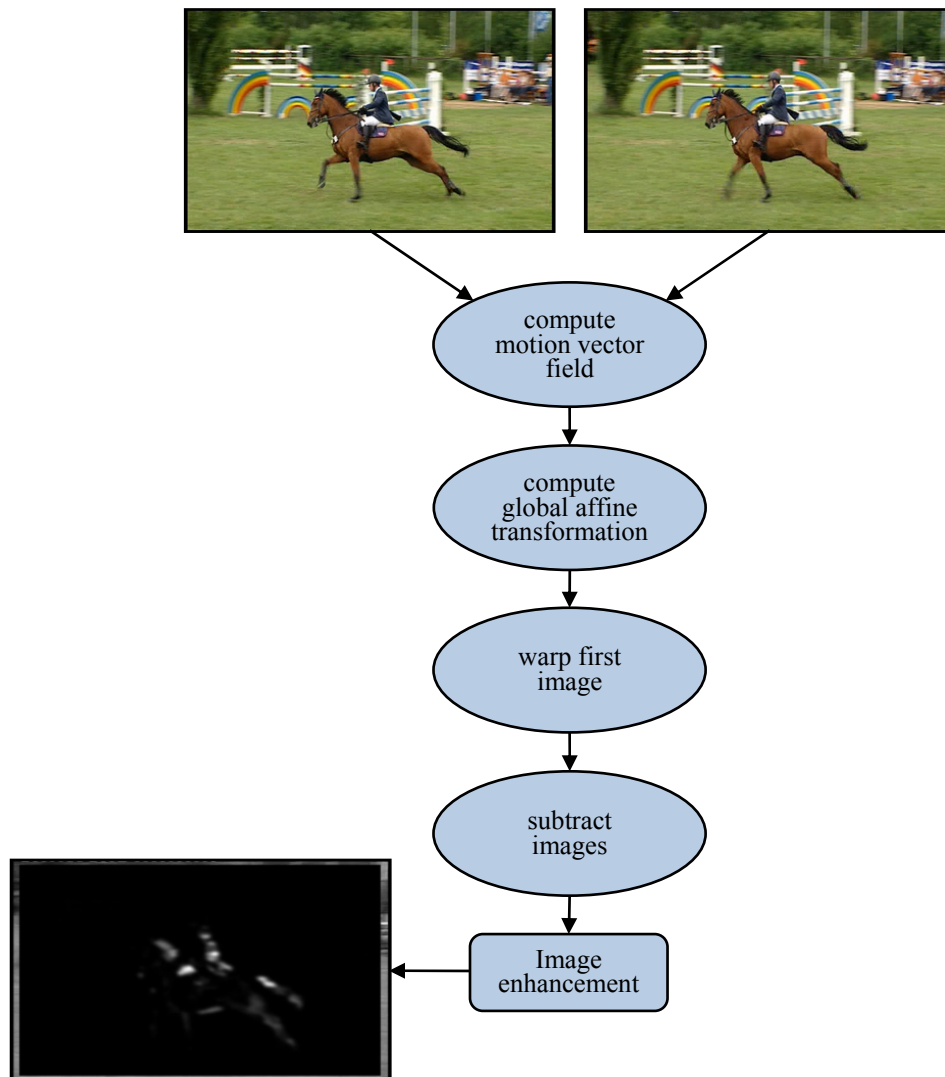 compute
motion vector
field
compute
global affine
transformation
warp first
image
subtract
images
Image
enhancement